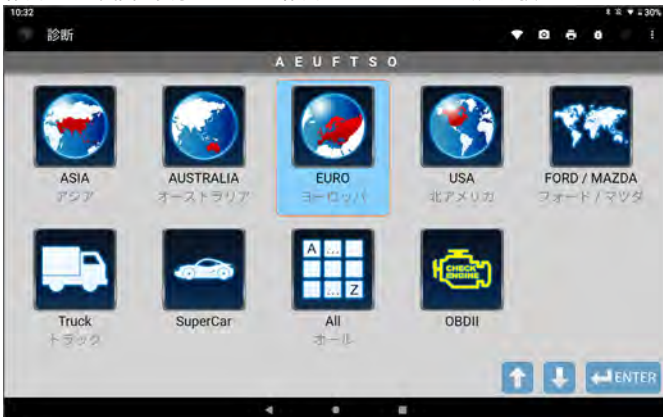 10:32
30%
診断
A E U F T S O
ASIA
アジア
AUSTRALIA
オーストラリア
EURO
ヨーロッパ
USA
北アメリカ
FORD / MAZDA
フォード / マツダ
A ...
... Z
CHECK
ENGINE
Truck
トラック
SuperCar
All
オール
OBDII
ENTER